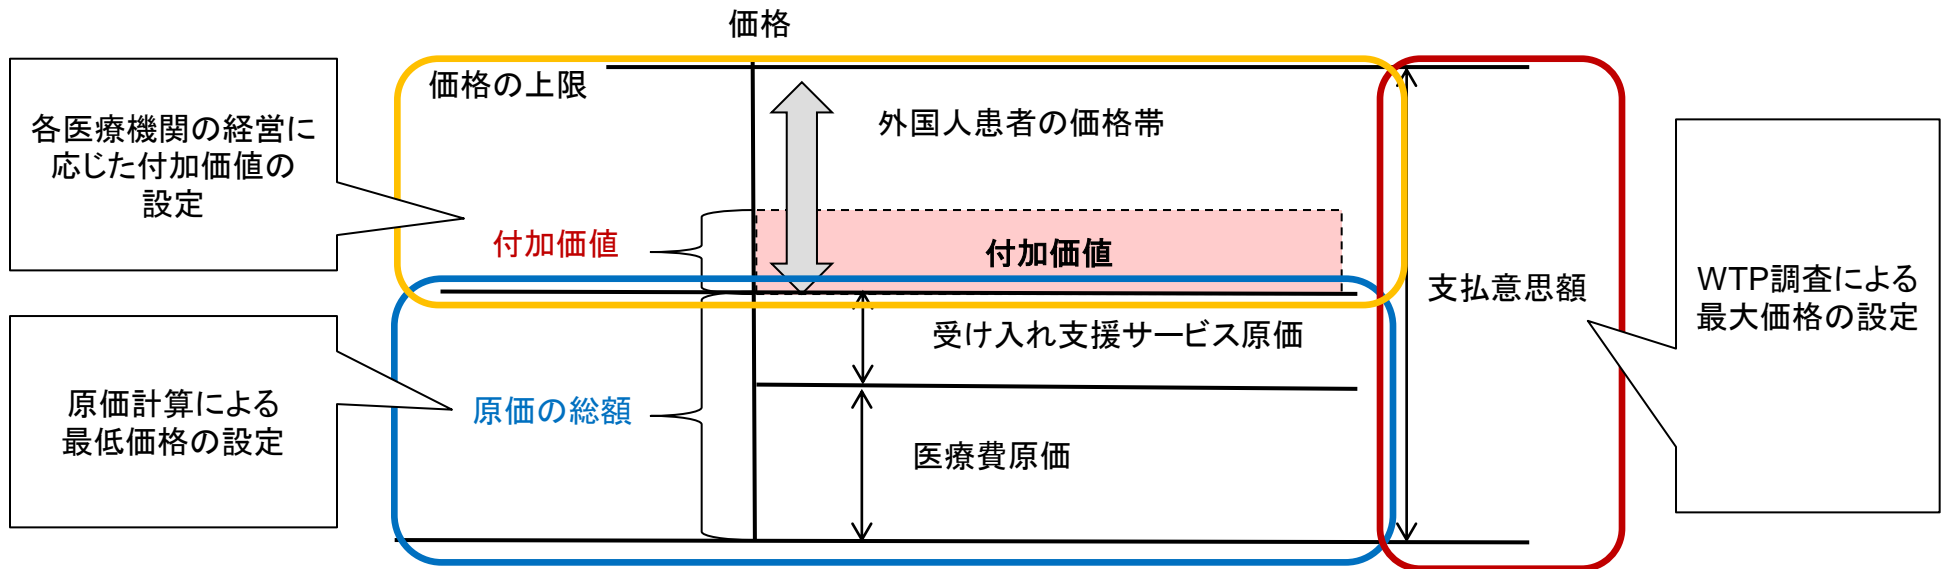 価格
価格の上限
各医療機関の経営に
応じた付加価値の
設定
外国人患者の価格帯
付加価値
付加価値
支払意思額
WTP調査による
最大価格の設定
受け入れ支援サービス原価
原価計算による
最低価格の設定
原価の総額
医療費原価